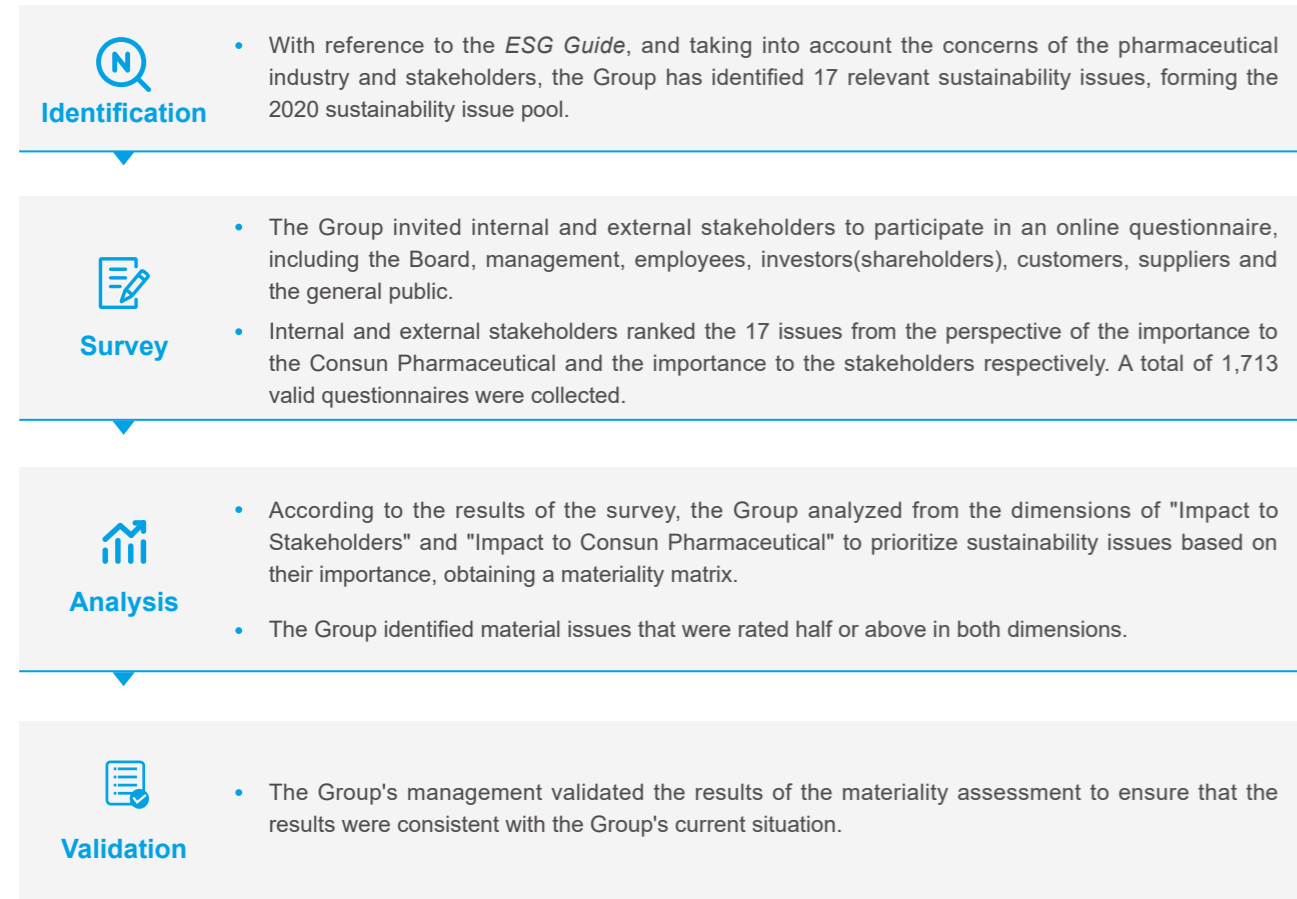 N
Identification
• With reference to the ESG Guide, and taking into account the concerns of the pharmaceutical
industry and stakeholders, the Group has identified 17 relevant sustainability issues, forming the
2020 sustainability issue pool.
Survey
• The Group invited internal and external stakeholders to participate in an online questionnaire,
including the Board, management, employees, investors(shareholders), customers, suppliers and
the general public.
• Internal and external stakeholders ranked the 17 issues from the perspective of the importance to
the Consun Pharmaceutical and the importance to the stakeholders respectively. A total of 1,713
valid questionnaires were collected.
Analysis
• According to the results of the survey, the Group analyzed from the dimensions of "Impact to
Stakeholders" and "Impact to Consun Pharmaceutical" to prioritize sustainability issues based on
their importance, obtaining a materiality matrix.
• The Group identified material issues that were rated half or above in both dimensions.
Validation
• The Group's management validated the results of the materiality assessment to ensure that the
results were consistent with the Group's current situation.